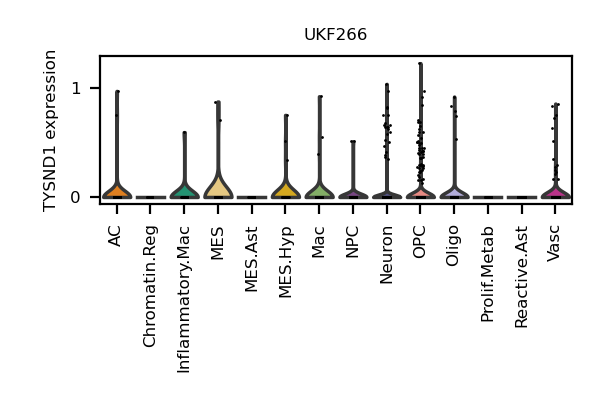 UKF266
TYSND1 expression
1
0
AC
Chromatin.Reg
Inflammatory.Mac
MES
MES.Ast
MES.Hyp
Mac
NPC
Neuron
OPC
Oligo
Prolif.Metab
Reactive.Ast
Vasc